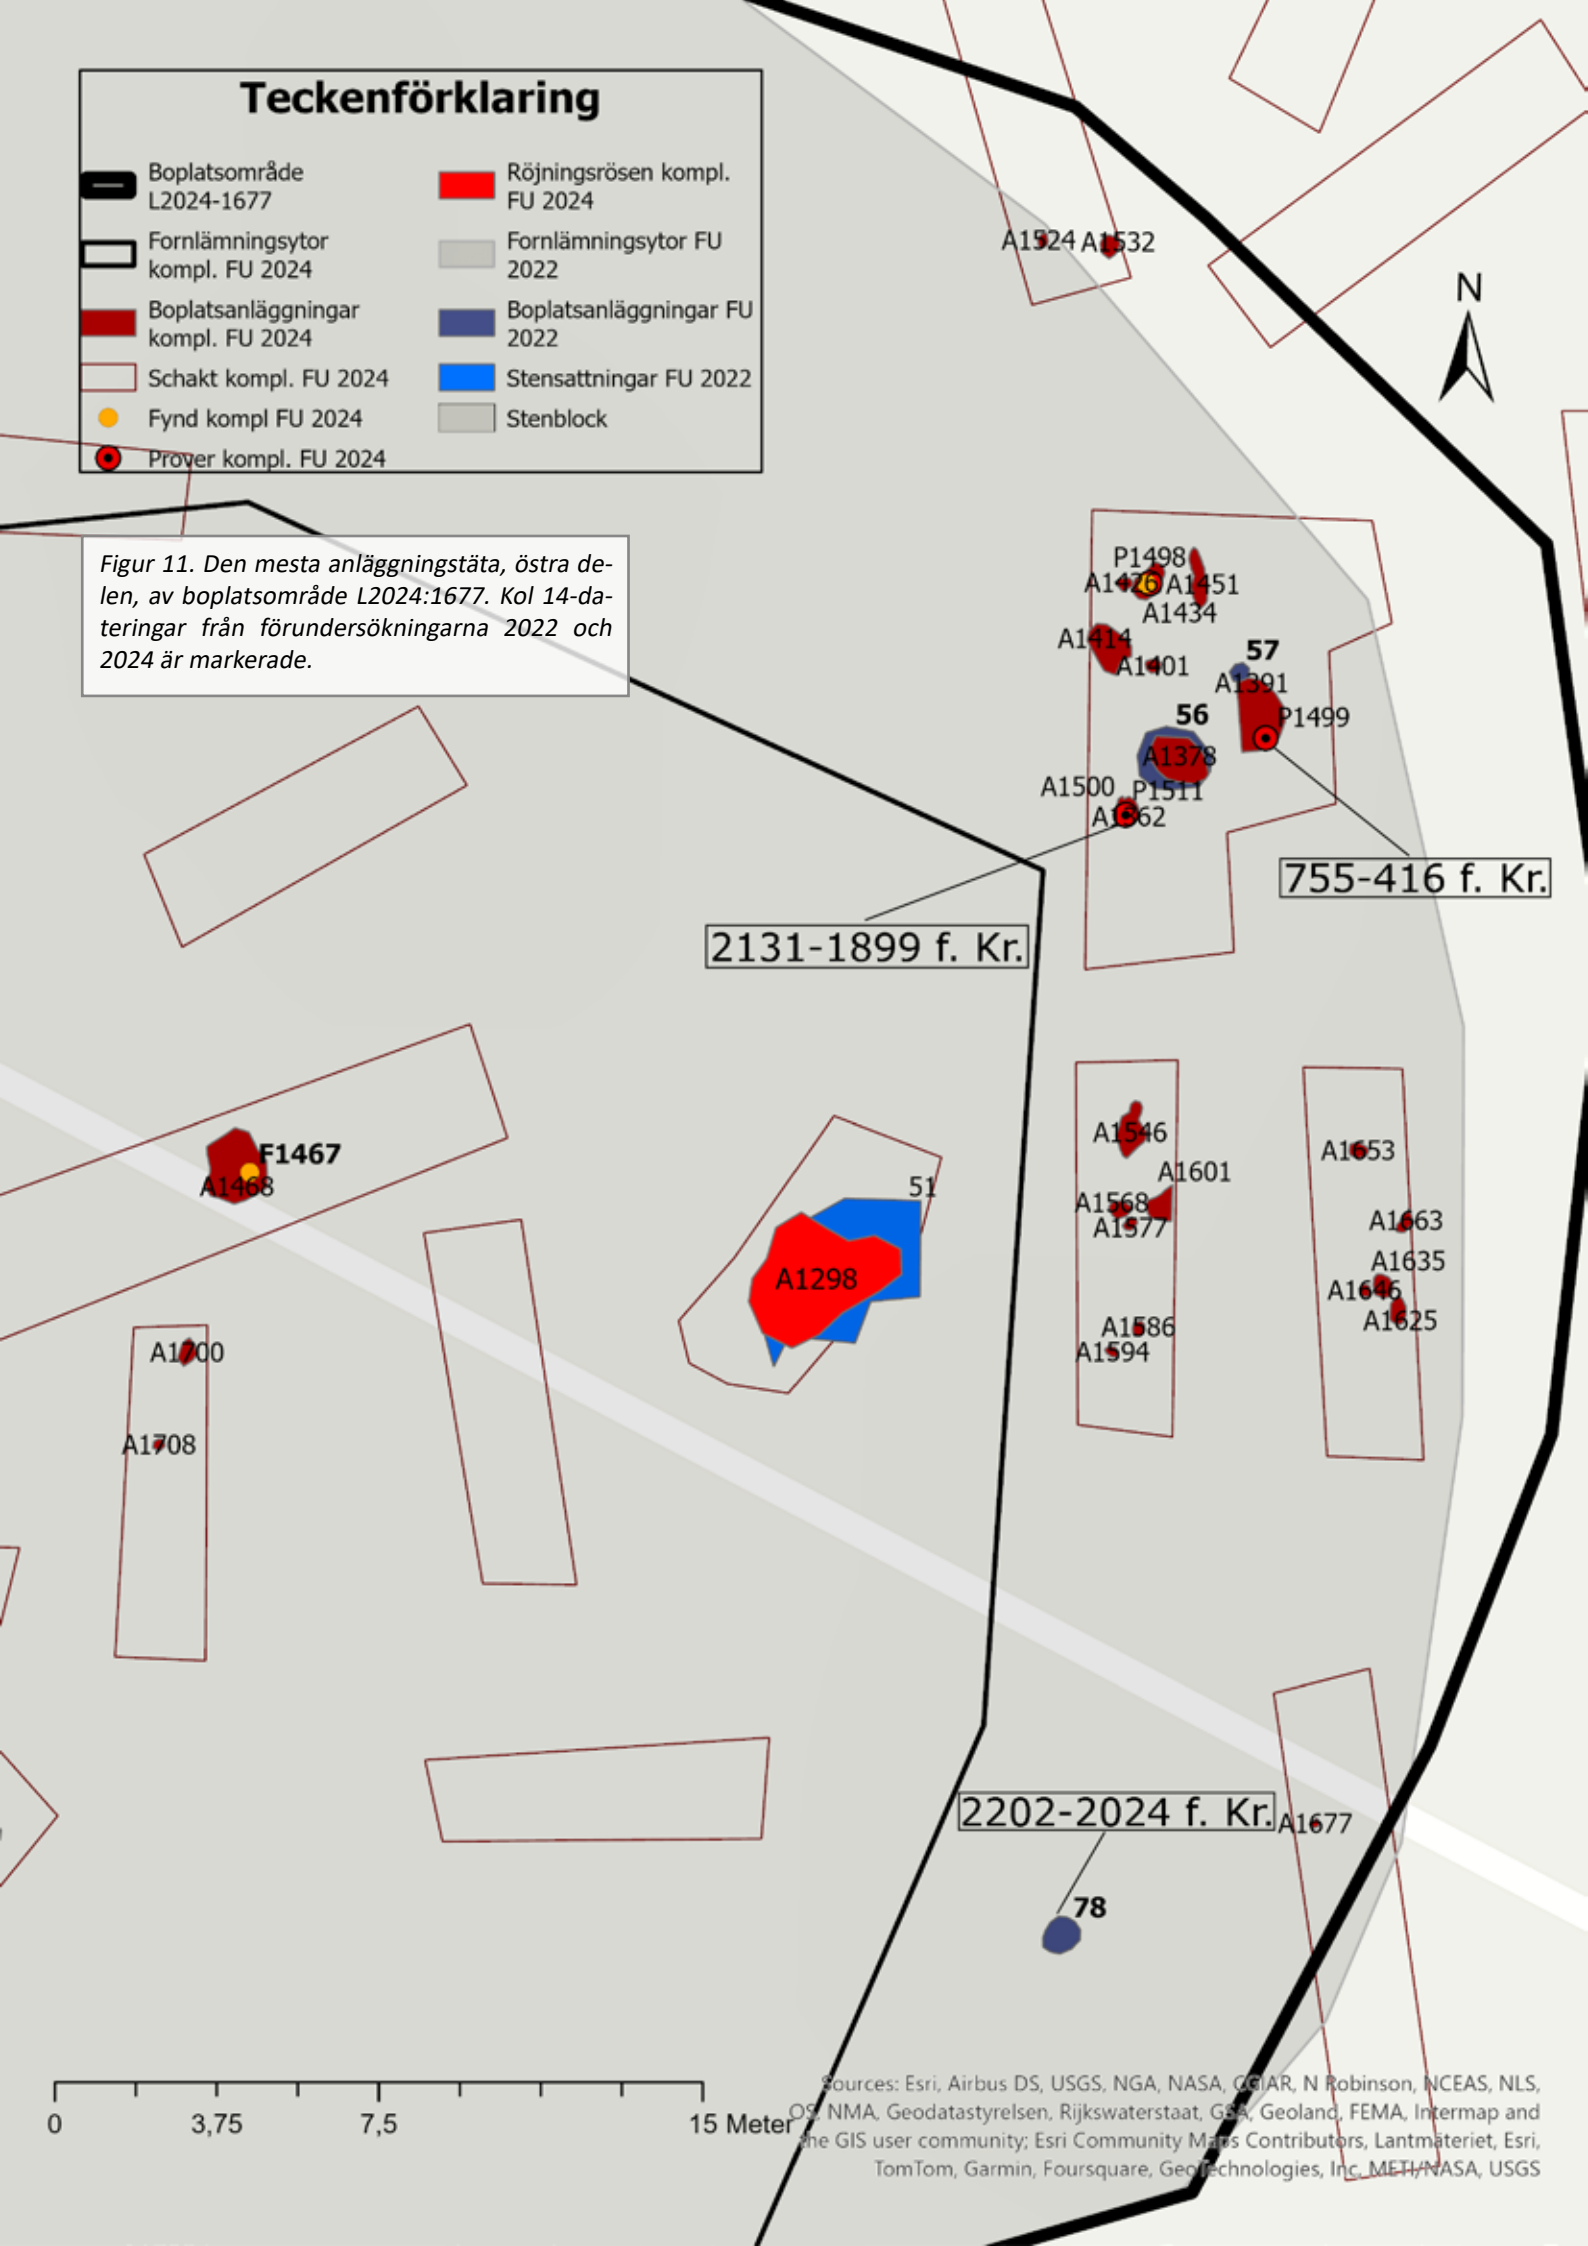 Teckenförklaring
Boplatsområde
L2024-1677
Fornlämningsytor
kompl. FU 2024
Boplatsanläggningar
kompl. FU 2024
Schakt kompl. FU 2024
Fynd kompl FU 2024
Prover kompl. FU 2024
Röjningsrösen kompl.
FU 2024
Fornlämningsytor FU
2022
Boplatsanläggningar FU
2022
Stensattningar FU 2022
Stenblock
A1524 A1532
N
Figur 11. Den mesta anläggningstäta, östra de-
len, av boplatsområde L2024:1677. Kol 14-da-
teringar från förundersökningarna 2022 och
2024 är markerade.
P1498
A1426 A1451
A1434
A1414
A1401
57
A1391
56
P1499
A1378
A1500 P1511
A1362
755-416 f. Kr.
2131-1899 f. Kr.
A1546
A1653
F1467
A1468
A1601
51
A1568
A1577
A1663
A1635
A1298
A1646
A1625
A1586
A1594
A1700
A1708
2202-2024 f. Kr.
A1677
78
0 3,75 7,5 15 Meter
Sources: Esri, Airbus DS, USGS, NGA, NASA, CGIAR, N Robinson, NCEAS, NLS,
OS, NMA, Geodatastyrelsen, Rijkswaterstaat, GSA, Geoland, FEMA, Intermap and
the GIS user community; Esri Community Maps Contributors, Lantmäteriet, Esri,
TomTom, Garmin, Foursquare, GeoTechnologies, Inc, METI/NASA, USGS